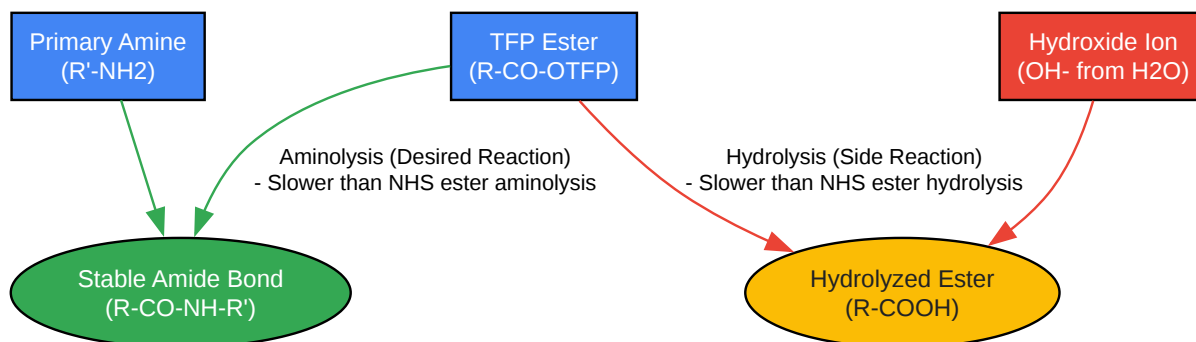 Primary Amine
(R'-NH2)
TFP Ester
(R-CO-OTFP)
Hydroxide Ion
(OH- from H2O)
Aminolysis (Desired Reaction)
- Slower than NHS ester aminolysis
Hydrolysis (Side Reaction)
- Slower than NHS ester hydrolysis
Stable Amide Bond
(R-CO-NH-R')
Hydrolyzed Ester
(R-COOH)